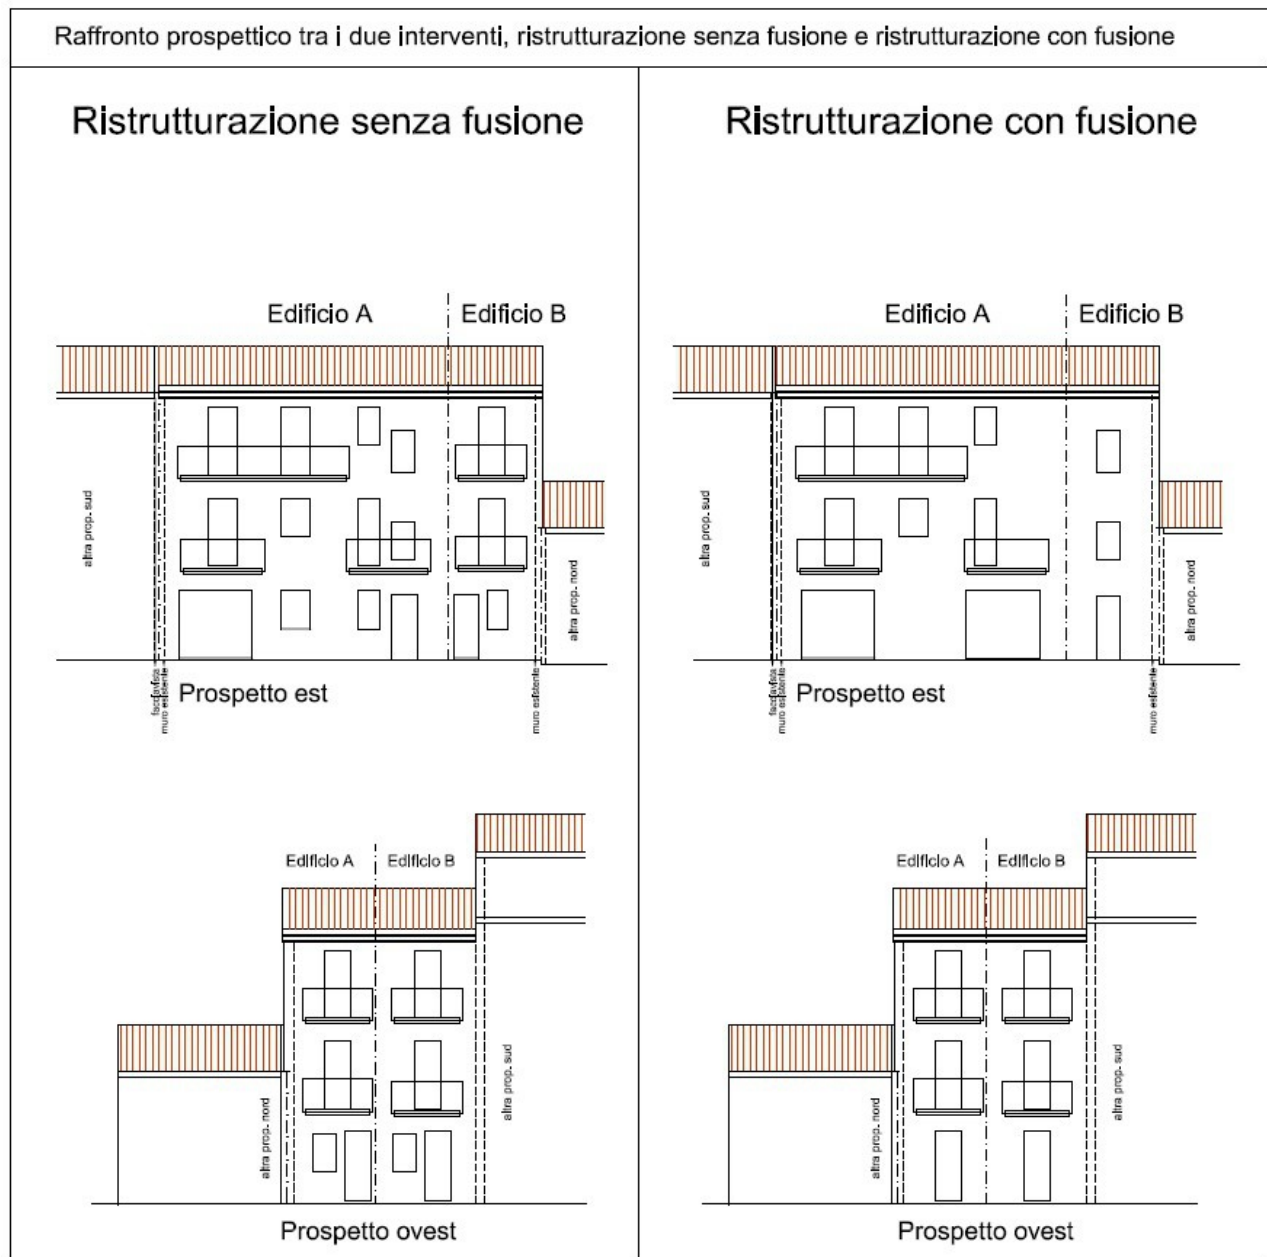 Raffronto prospettico tra i due interventi, ristrutturazione senza fusione e ristrutturazione con fusione
Ristrutturazione senza fusione
Edificio A
Edificio B
altra prop. sud
altra prop. nord
facciavista
muro esistente
muro esistente
Prospetto est
Edificio A
Edificio B
altra prop. nord
altra prop. sud
Prospetto ovest
Ristrutturazione con fusione
Edificio A
Edificio B
altra prop. sud
altra prop. nord
facciavista
muro esistente
muro esistente
Prospetto est
Edificio A
Edificio B
altra prop. nord
altra prop. sud
Prospetto ovest